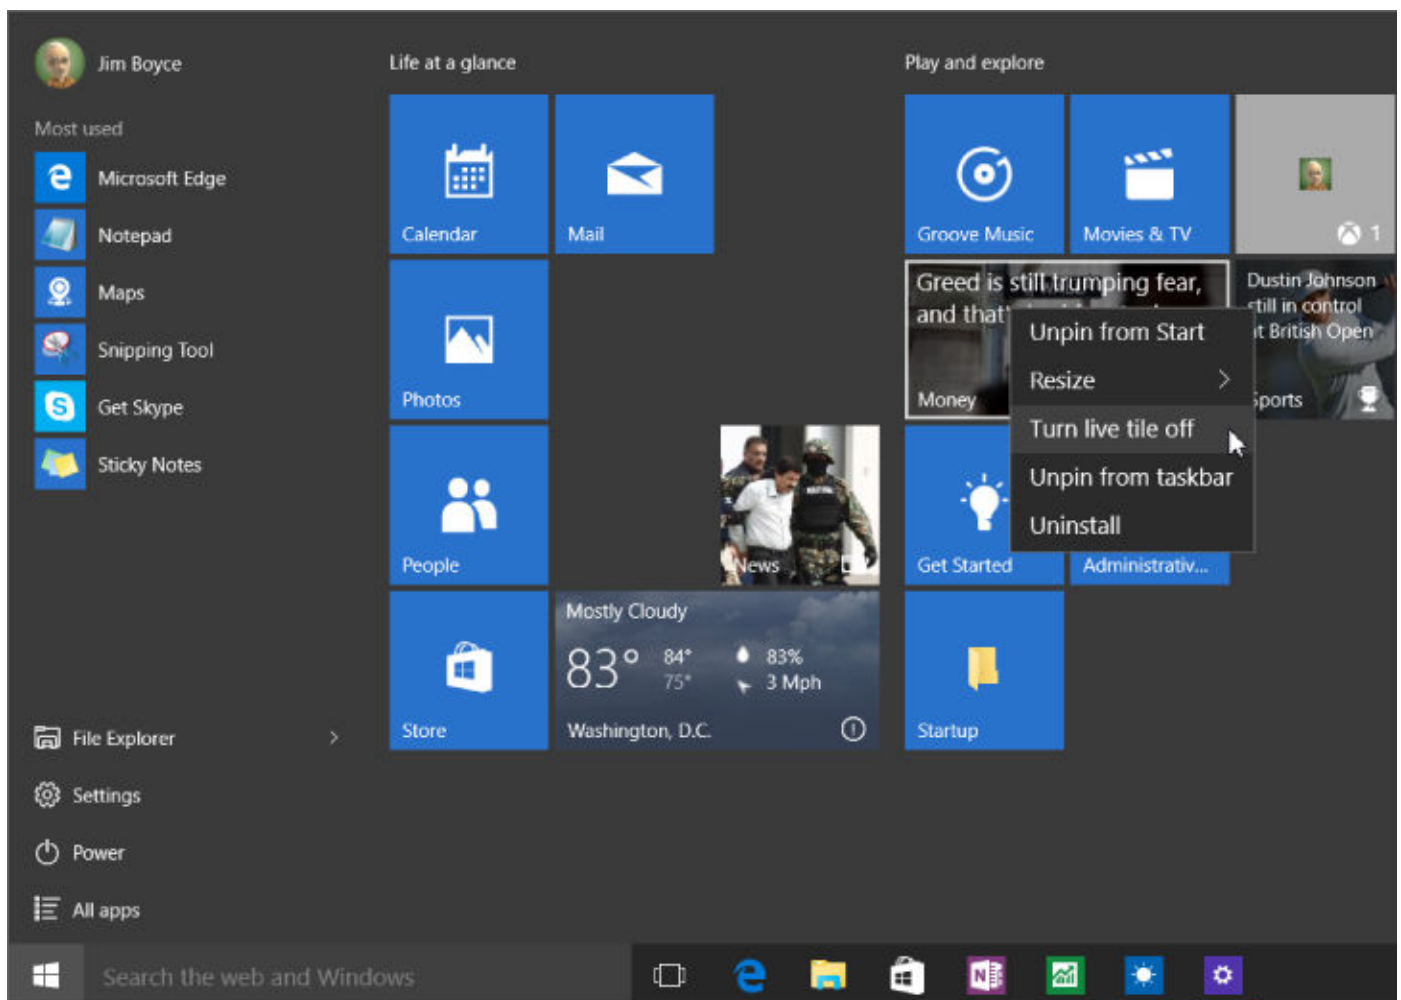 Jim Boyce
Most used
Microsoft Edge
Notepad
Maps
Snipping Tool
Get Skype
Sticky Notes
File Explorer
Settings
Power
All apps
Search the web and Windows
Life at a glance
Calendar
Mail
Photos
People
News
Store
Mostly Cloudy
83°
84°
75°
83%
3 Mph
Washington, D.C.
Play and explore
Groove Music
Movies & TV
1
Greed is still trumping fear,
and that'
Money
Dustin Johnson
still in control
at British Open
Sports
Unpin from Start
Resize
Turn live tile off
Unpin from taskbar
Uninstall
Get Started
Administrativ...
Startup